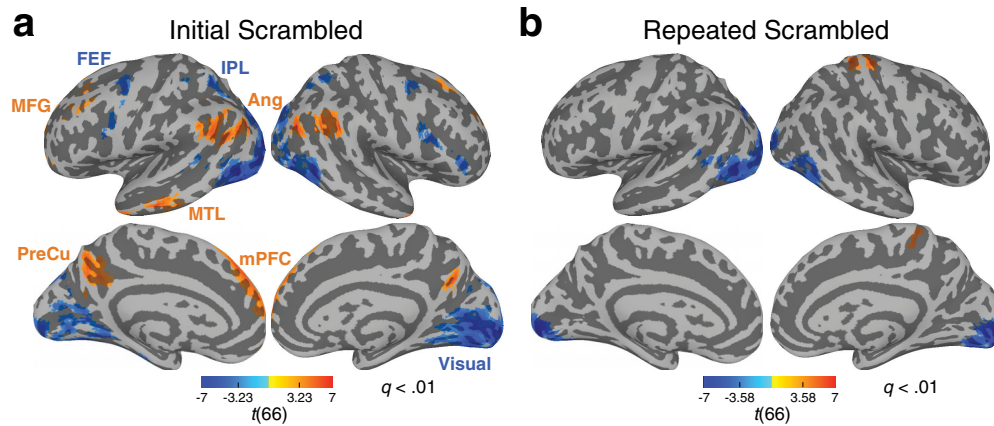 a
Initial Scrambled
FEF
IPL
MFG
Ang
MTL
PreCu
mPFC
Visual
-7 -3.23 3.23 7
t(66)
q < .01
b
Repeated Scrambled
-7 -3.58 3.58 7
t(66)
q < .01